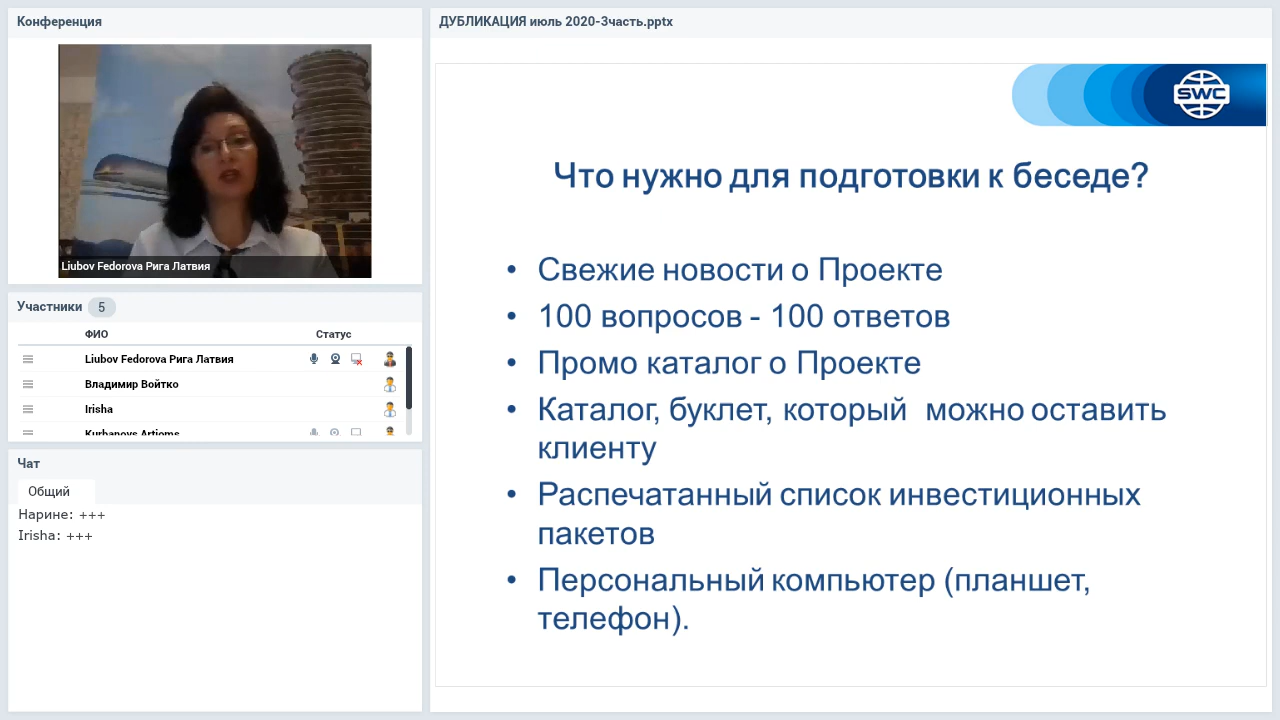 Конференция
Liubov Fedorova Рига Латвия
Участники 5
ФИО Статус
Liubov Fedorova Рига Латвия
Владимир Войтко
Irisha
Kurbanovs Artjoms
Чат
Общий
Нарине: +++
Irisha: +++
ДУБЛИКАЦИЯ июль 2020-3часть.pptx
SWC
Что нужно для подготовки к беседе?
• Свежие новости о Проекте
• 100 вопросов - 100 ответов
• Промо каталог о Проекте
• Каталог, буклет, который можно оставить
клиенту
• Распечатанный список инвестиционных
пакетов
• Персональный компьютер (планшет,
телефон).